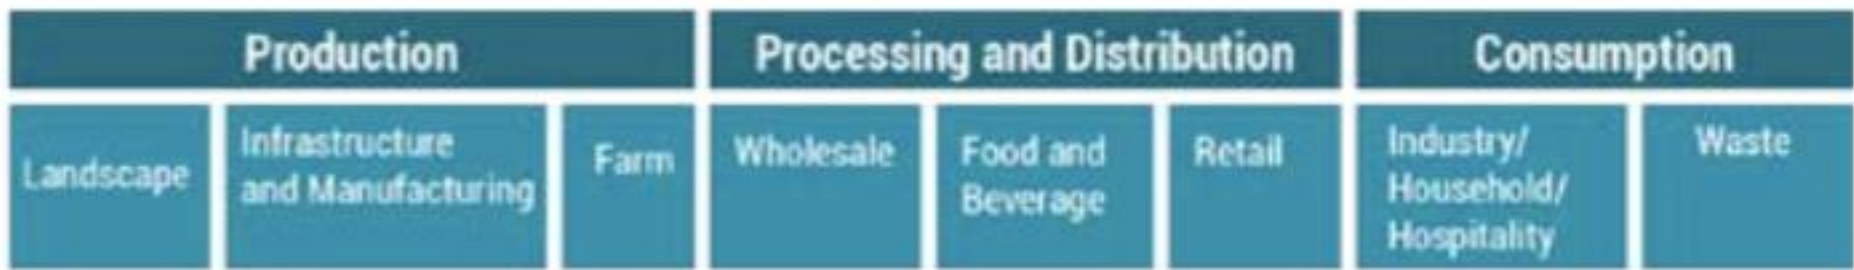 Production
Processing and Distribution
Consumption
Landscape
Infrastructure
and Manufacturing
Farm
Wholesale
Food and
Beverage
Retail
Industry/
Household/
Hospitality
Waste